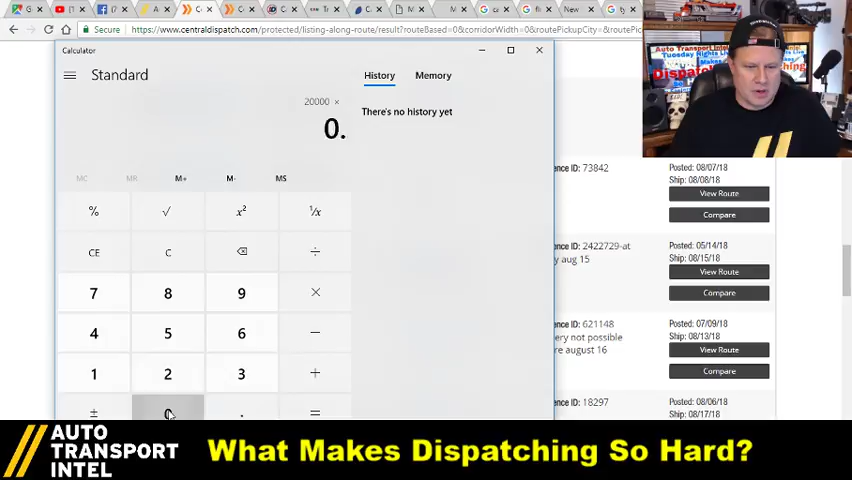 www.centraldispatch.com/protected/listing-along-route/result?routeBased=0&corridorWidth=0&routePickupCity=&routePic
Calculator
Standard
History
Memory
20000 ×
0.
There's no history yet
MC
MR
M+
M-
MS
%
√
x²
¹/x
CE
C
÷
7
8
9
×
4
5
6
−
1
2
3
+
±
0
.
=
ence ID: 73842
Posted: 08/07/18
Ship: 08/08/18
View Route
Compare
ence ID: 2422729-at
y aug 15
Posted: 05/14/18
Ship: 08/15/18
View Route
Compare
ence ID: 621148
ery not possible
re august 16
Posted: 07/09/18
Ship: 08/13/18
View Route
Compare
ence ID: 18297
Posted: 08/06/18
Ship: 08/17/18
AUTO
TRANSPORT
INTEL
What Makes Dispatching So Hard?